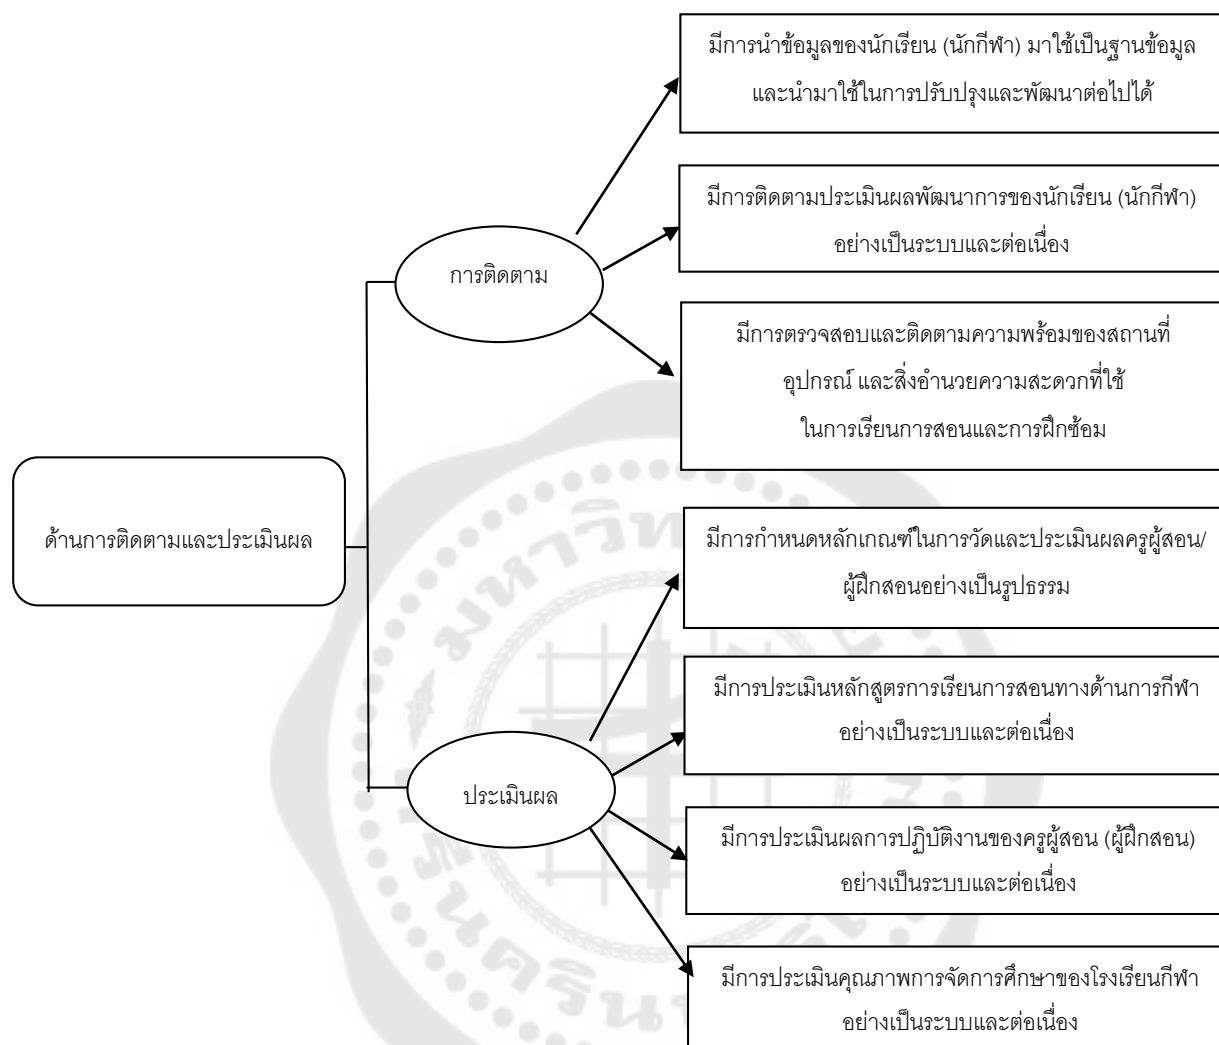 มีการนำข้อมูลของนักเรียน (นักกีฬา) มาใช้เป็นฐานข้อมูล
และนำมาใช้ในการปรับปรุงและพัฒนาต่อไปได้
มีการติดตามประเมินผลพัฒนาการของนักเรียน (นักกีฬา)
อย่างเป็นระบบและต่อเนื่อง
การติดตาม
มีการตรวจสอบและติดตามความพร้อมของสถานที่
อุปกรณ์ และสิ่งอำนวยความสะดวกที่ใช้
ในการเรียนการสอนและการฝึกซ้อม
ด้านการติดตามและประเมินผล
มีการกำหนดหลักเกณฑ์ในการวัดและประเมินผลครูผู้สอน/
ผู้ฝึกสอนอย่างเป็นรูปธรรม
มีการประเมินหลักสูตรการเรียนการสอนทางด้านการกีฬา
อย่างเป็นระบบและต่อเนื่อง
ประเมินผล
มีการประเมินผลการปฏิบัติงานของครูผู้สอน (ผู้ฝึกสอน)
อย่างเป็นระบบและต่อเนื่อง
มีการประเมินคุณภาพการจัดการศึกษาของโรงเรียนกีฬา
อย่างเป็นระบบและต่อเนื่อง